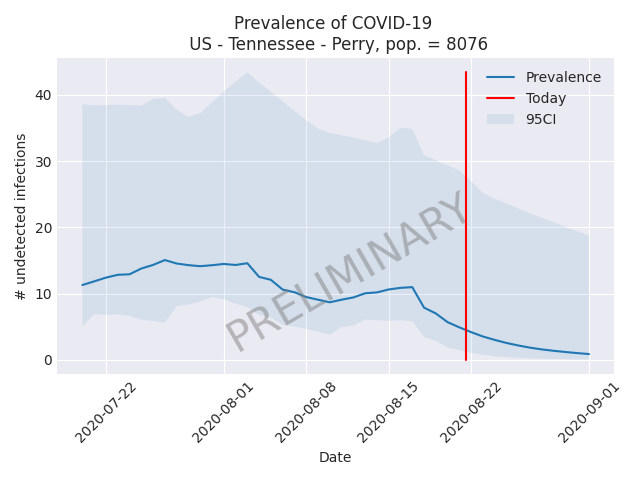 Prevalence of COVID-19
US - Tennessee - Perry, pop. = 8076
Prevalence
Today
95CI
# undetected infections
40
30
20
10
0
PRELIMINARY
2020-07-22
2020-08-01
2020-08-08
2020-08-15
2020-08-22
2020-09-01
Date